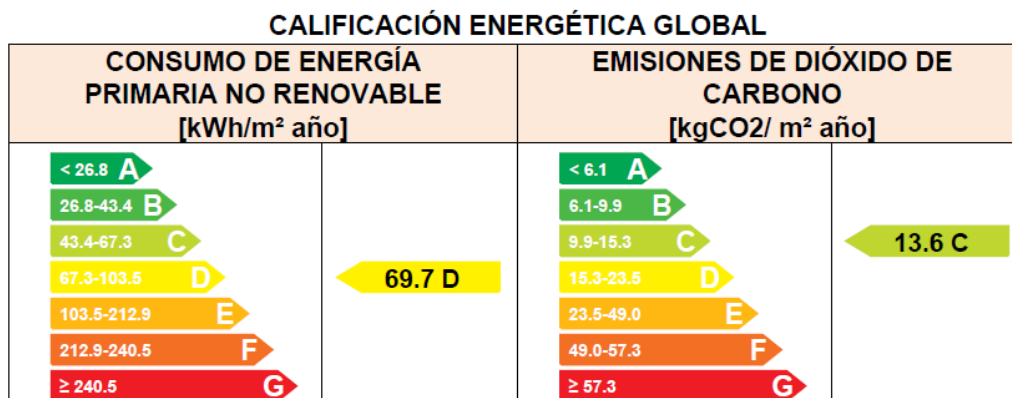 CALIFICACIÓN ENERGÉTICA GLOBAL
CONSUMO DE ENERGÍA
PRIMARIA NO RENOVABLE
[kWh/m² año]
< 26.8 A
26.8-43.4 B
43.4-67.3 C
67.3-103.5 D
103.5-212.9 E
212.9-240.5 F
≥ 240.5 G
69.7 D
EMISIONES DE DIÓXIDO DE
CARBONO
[kgCO2/ m² año]
< 6.1 A
6.1-9.9 B
9.9-15.3 C
15.3-23.5 D
23.5-49.0 E
49.0-57.3 F
≥ 57.3 G
13.6 C